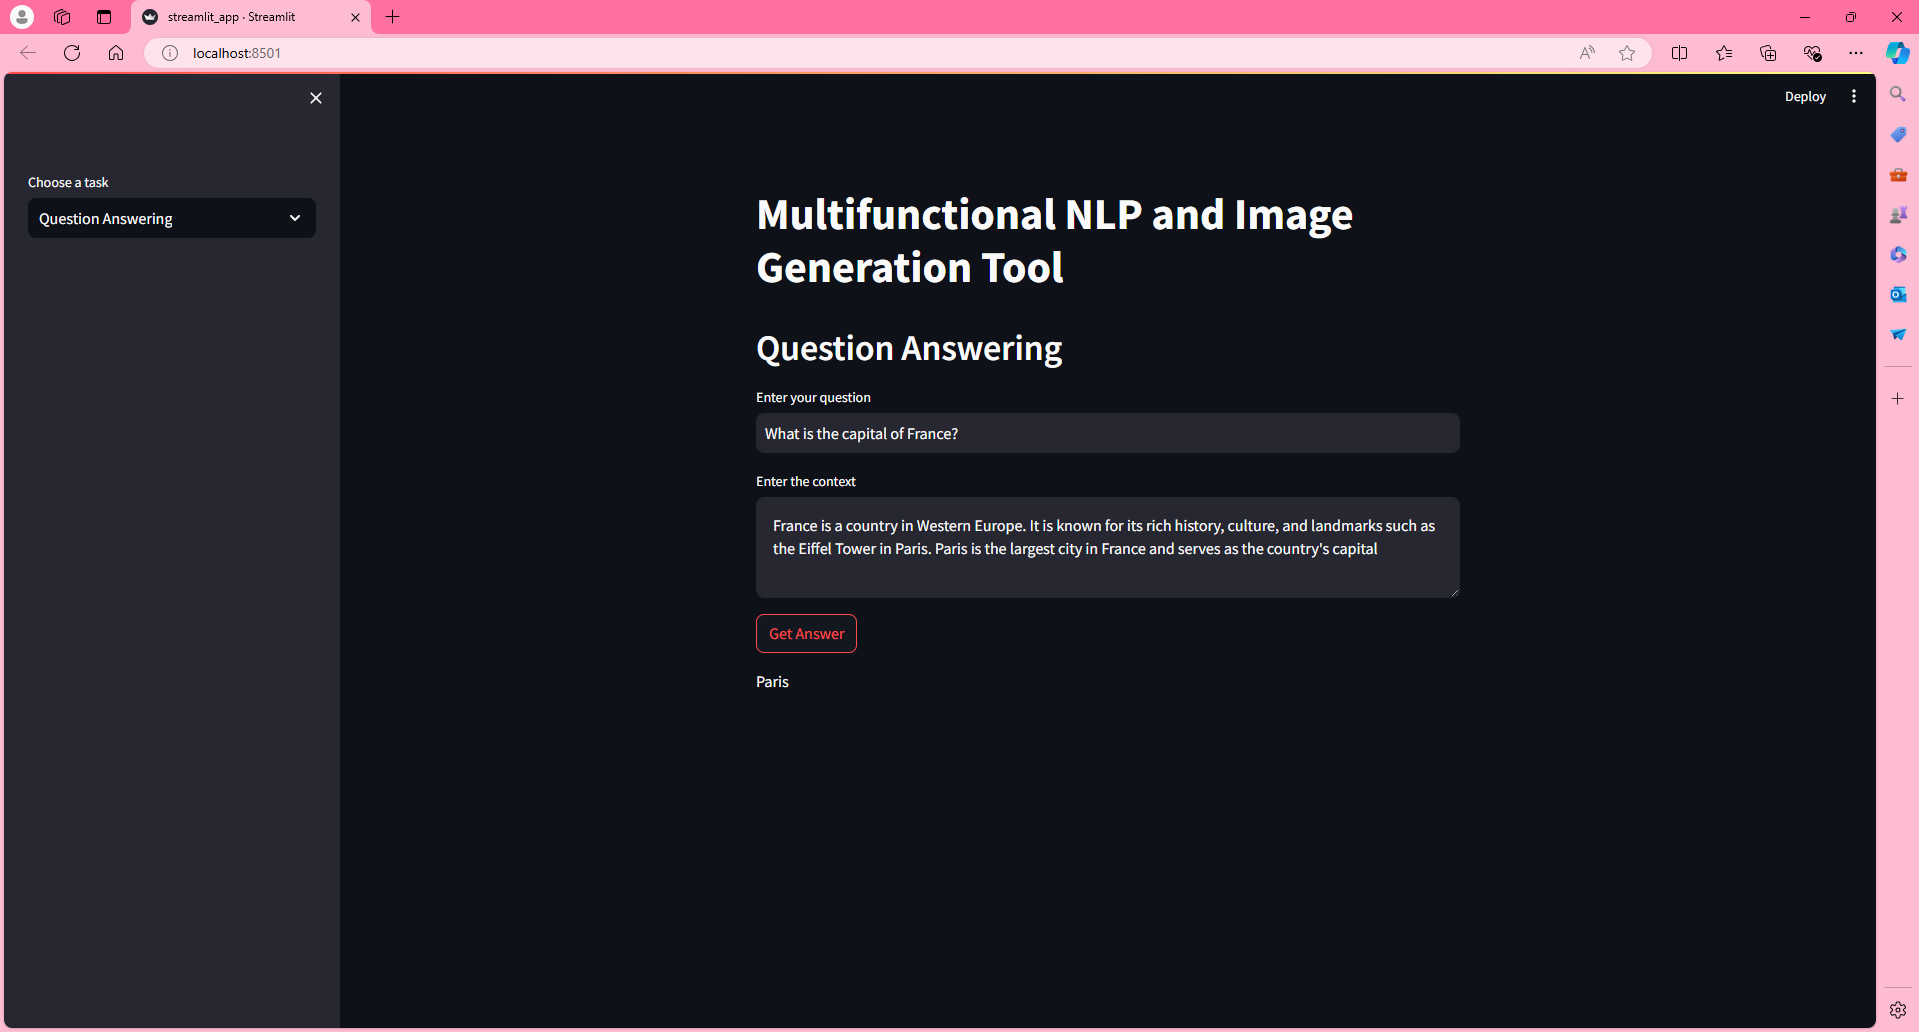 streamlit_app · Streamlit
localhost:8501
Deploy
Choose a task
Question Answering
Multifunctional NLP and Image
Generation Tool
Question Answering
Enter your question
What is the capital of France?
Enter the context
France is a country in Western Europe. It is known for its rich history, culture, and landmarks such as
the Eiffel Tower in Paris. Paris is the largest city in France and serves as the country's capital
Get Answer
Paris